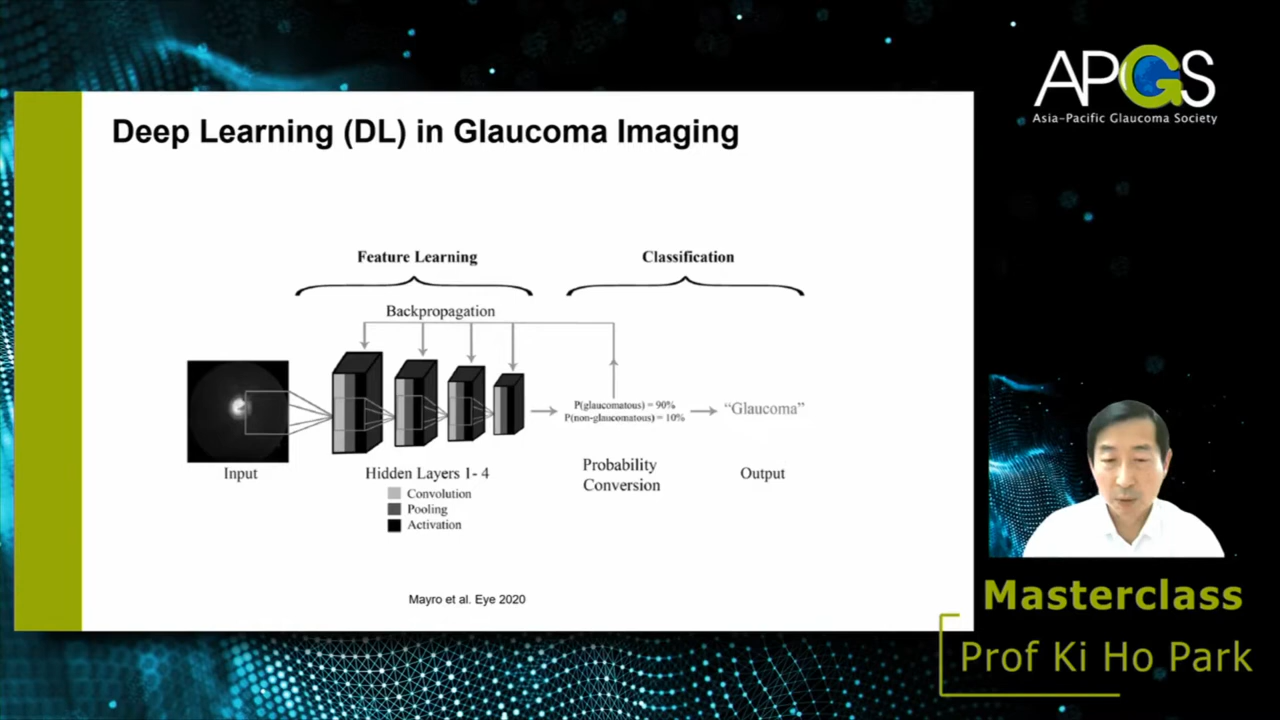 APGS
Asia-Pacific Glaucoma Society
Deep Learning (DL) in Glaucoma Imaging
Feature Learning
Classification
Backpropagation
P(glaucomatous) = 90%
P(non-glaucomatous) = 10%
“Glaucoma”
Input
Hidden Layers 1- 4
Probability
Conversion
Output
Convolution
Pooling
Activation
Mayro et al. Eye 2020
Masterclass
Prof Ki Ho Park